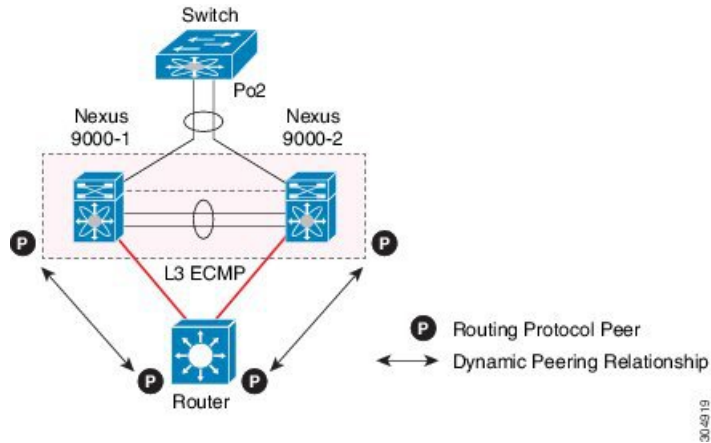 Switch
Po2
Nexus
9000-1
Nexus
9000-2
P
P
L3 ECMP
P
P
Router
P Routing Protocol Peer
Dynamic Peering Relationship
304919